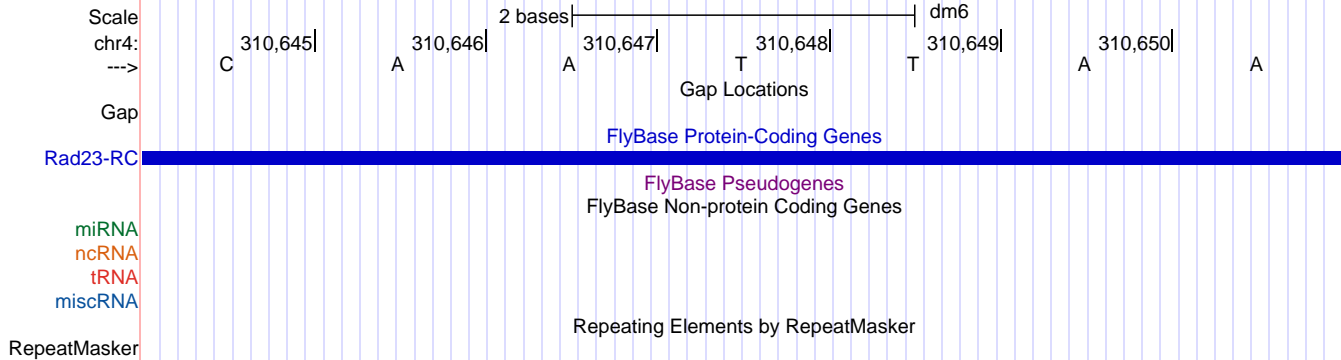 Scale 2 bases dm6
chr4: 310,645 310,646 310,647 310,648 310,649 310,650
---> C A A T T A A
Gap Locations
Gap
FlyBase Protein-Coding Genes
Rad23-RC
FlyBase Pseudogenes
FlyBase Non-protein Coding Genes
miRNA
ncRNA
tRNA
miscRNA
Repeating Elements by RepeatMasker
RepeatMasker